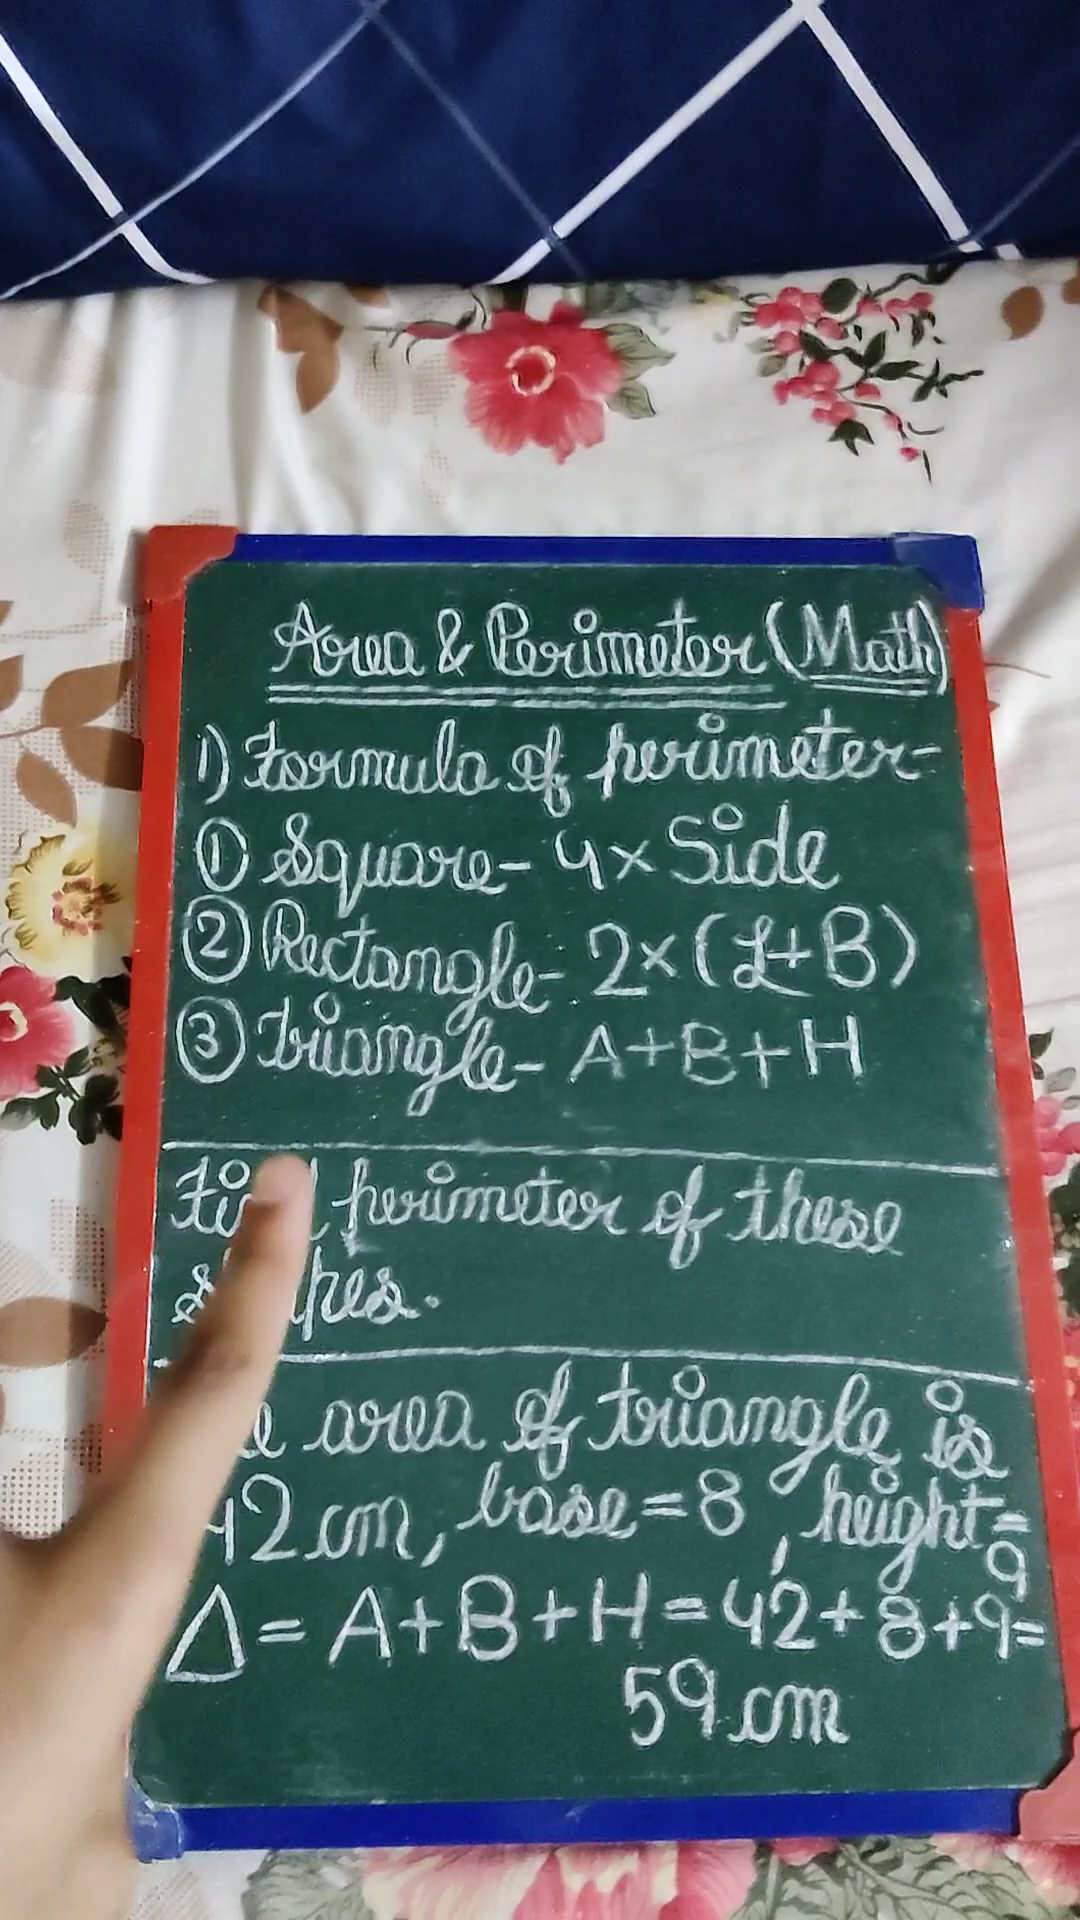 Area & Perimeter (Math)
1) Formula of perimeter-
① Square- 4× Side
② Rectangle- 2×(L+B)
③ Triangle- A+B+H
perimeter of these
area of triangle is
42 cm, base=8, height=
9
△= A+B+H=42+8+9=
59 cm